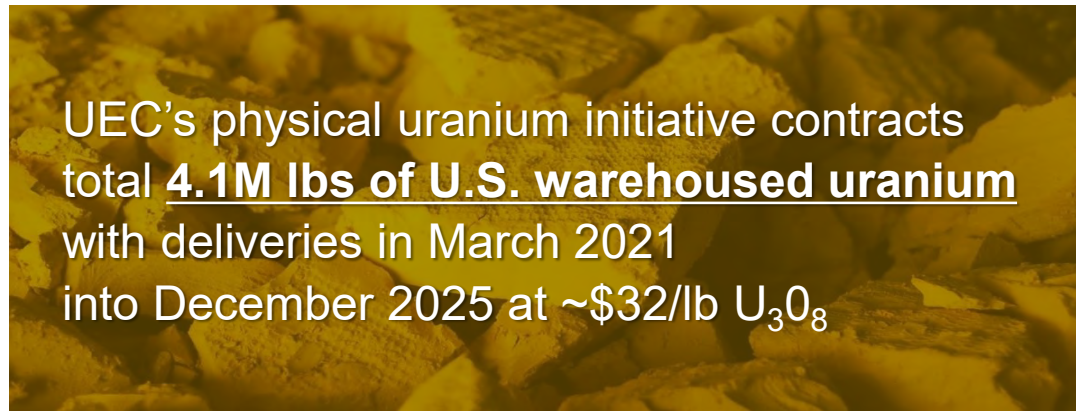 UEC’s physical uranium initiative contracts
total 4.1M lbs of U.S. warehoused uranium
with deliveries in March 2021
into December 2025 at ~$32/lb U₃0₈